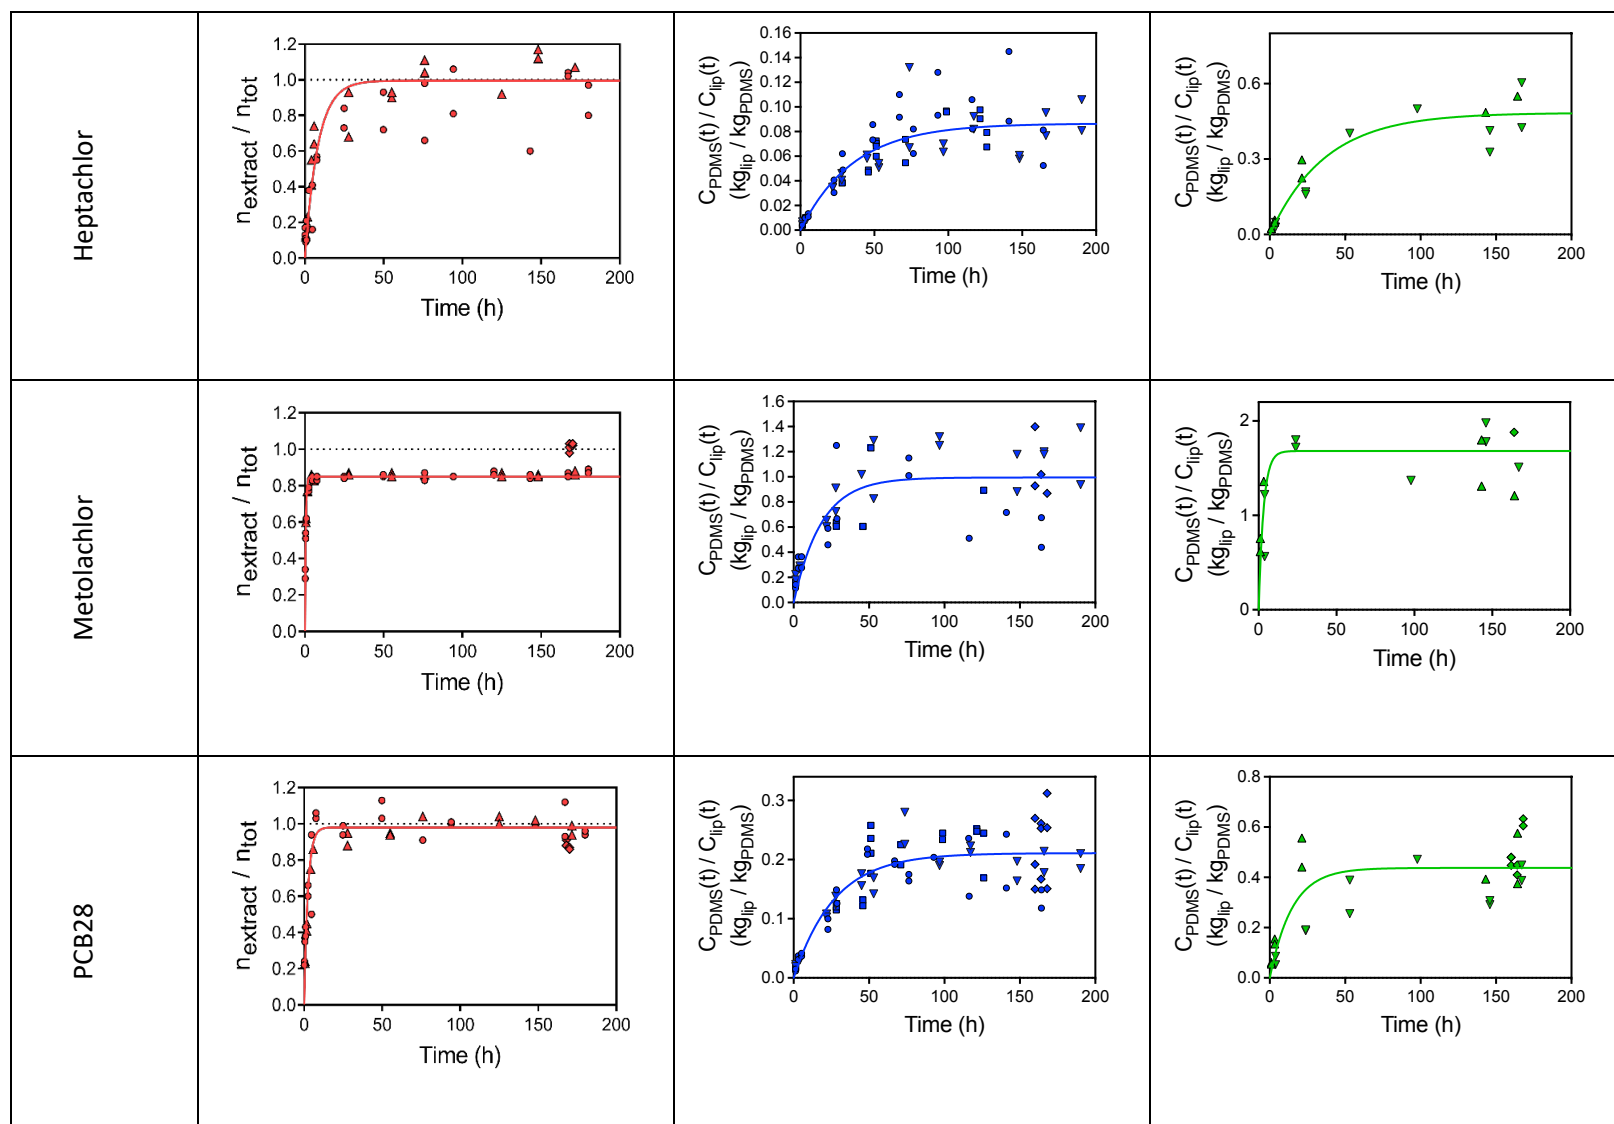 Heptachlor
n_extract / n_tot
1.2
1.0
0.8
0.6
0.4
0.2
0.0
0 50 100 150 200
Time (h)
C_PDMS(t) / C_lip(t)
(kg_lip / kg_PDMS)
0.16
0.14
0.12
0.10
0.08
0.06
0.04
0.02
0.00
0 50 100 150 200
Time (h)
C_PDMS(t) / C_lip(t)
(kg_lip / kg_PDMS)
0.6
0.3
0.0
0 50 100 150 200
Time (h)
Metolachlor
n_extract / n_tot
1.2
1.0
0.8
0.6
0.4
0.2
0.0
0 50 100 150 200
Time (h)
C_PDMS(t) / C_lip(t)
(kg_lip / kg_PDMS)
1.6
1.4
1.2
1.0
0.8
0.6
0.4
0.2
0.0
0 50 100 150 200
Time (h)
C_PDMS(t) / C_lip(t)
(kg_lip / kg_PDMS)
2
1
0
0 50 100 150 200
Time (h)
PCB28
n_extract / n_tot
1.2
1.0
0.8
0.6
0.4
0.2
0.0
0 50 100 150 200
Time (h)
C_PDMS(t) / C_lip(t)
(kg_lip / kg_PDMS)
0.3
0.2
0.1
0.0
0 50 100 150 200
Time (h)
C_PDMS(t) / C_lip(t)
(kg_lip / kg_PDMS)
0.8
0.6
0.4
0.2
0.0
0 50 100 150 200
Time (h)